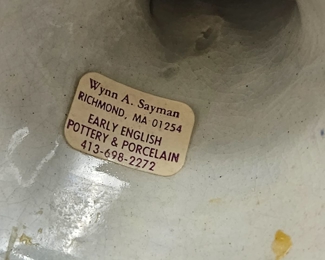 Wynn A. Sayman
RICHMOND, MA 01254
EARLY ENGLISH
POTTERY & PORCELAIN
413-698-2272